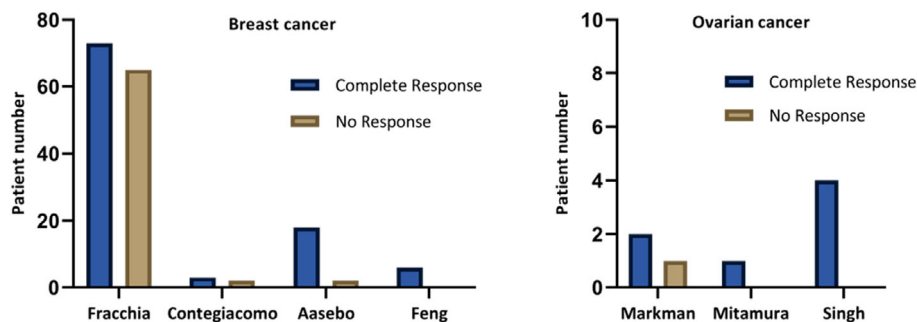 Breast cancer
Patient number
80
60
40
20
0
Complete Response
No Response
Fracchia Contegiacomo Aasebo Feng
Ovarian cancer
Patient number
10
8
6
4
2
0
Complete Response
No Response
Markman Mitamura Singh